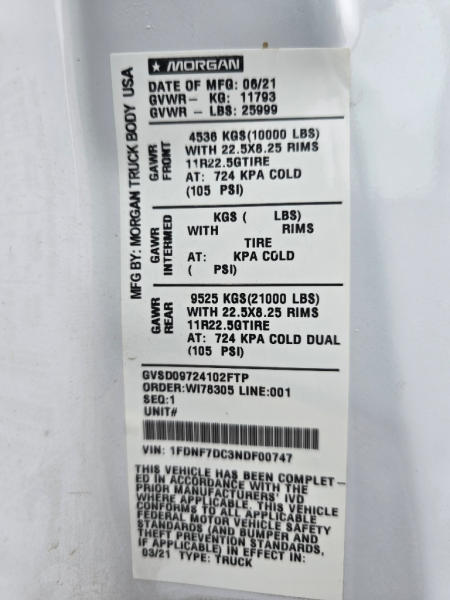 ★ MORGAN
MFG BY: MORGAN TRUCK BODY USA
DATE OF MFG: 06/21
GVWR - KG: 11793
GVWR - LBS: 25999
GAWR FRONT
4536 KGS(10000 LBS)
WITH 22.5X8.25 RIMS
11R22.5GTIRE
AT: 724 KPA COLD
(105 PSI)
GAWR INTERMED
KGS ( LBS)
WITH RIMS
TIRE
AT: KPA COLD
( PSI)
GAWR REAR
9525 KGS(21000 LBS)
WITH 22.5X8.25 RIMS
11R22.5GTIRE
AT: 724 KPA COLD DUAL
(105 PSI)
GVSD09724102FTP
ORDER:WI78305 LINE:001
SEQ:1
UNIT#
VIN: 1FDNF7DC3NDF00747
THIS VEHICLE HAS BEEN COMPLET-
ED IN ACCORDANCE WITH THE
PRIOR MANUFACTURERS' IVD
WHERE APPLICABLE. THIS VEHICLE
CONFORMS TO ALL APPLICABLE
FEDERAL MOTOR VEHICLE SAFETY
STANDARDS (AND BUMPER AND
THEFT PREVENTION STANDARDS,
IF APPLICABLE) IN EFFECT IN:
03/21 TYPE: TRUCK